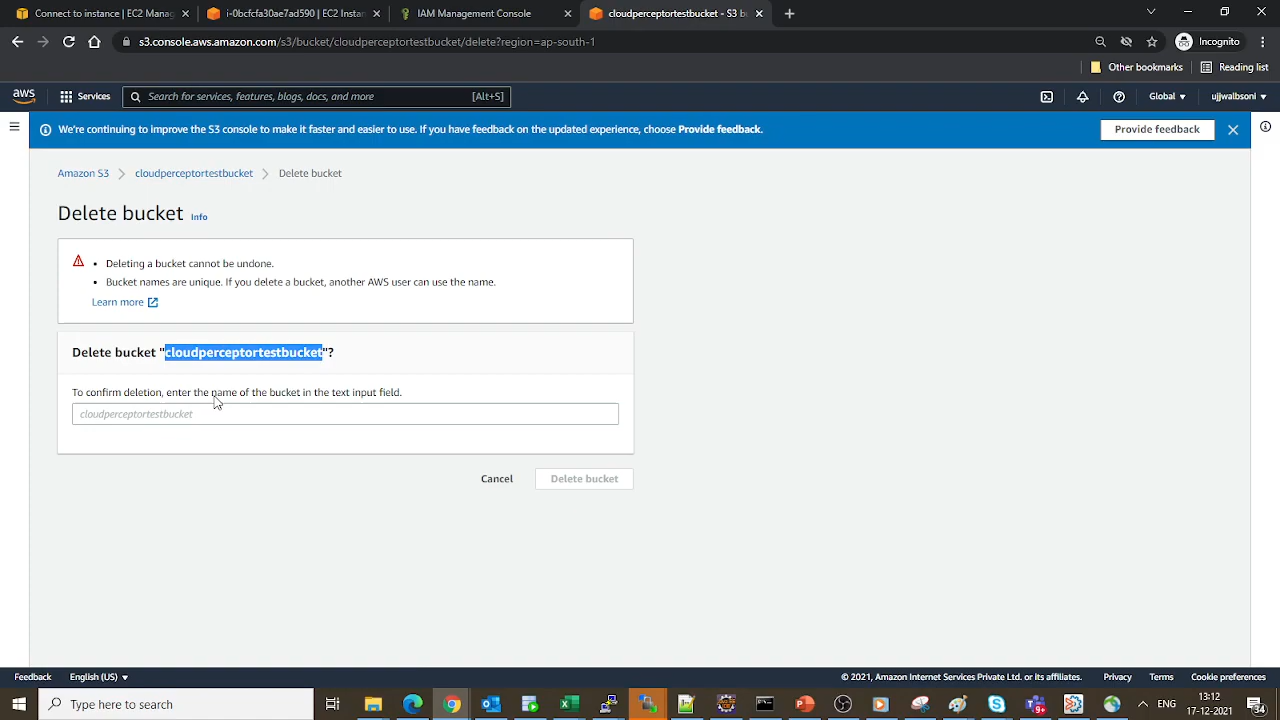 Connect to instance | EC2 Manag
i-0bcfcfa30ae7ad590 | EC2 Instan
IAM Management Console
cloudperceptortestbucket - S3 b
s3.console.aws.amazon.com/s3/bucket/cloudperceptortestbucket/delete?region=ap-south-1
Incognito
Other bookmarks
Reading list
aws
Services
Search for services, features, blogs, docs, and more
[Alt+S]
Global
ujjwalbsoni
We're continuing to improve the S3 console to make it faster and easier to use. If you have feedback on the updated experience, choose Provide feedback.
Provide feedback
Amazon S3
cloudperceptortestbucket
Delete bucket
Delete bucket Info
Deleting a bucket cannot be undone.
Bucket names are unique. If you delete a bucket, another AWS user can use the name.
Learn more
Delete bucket "cloudperceptortestbucket"?
To confirm deletion, enter the name of the bucket in the text input field.
cloudperceptortestbucket
Cancel
Delete bucket
Feedback
English (US)
© 2021, Amazon Internet Services Private Ltd. or its affiliates.
Privacy
Terms
Cookie preferences
Type here to search
ENG
13:12
17-12-2021